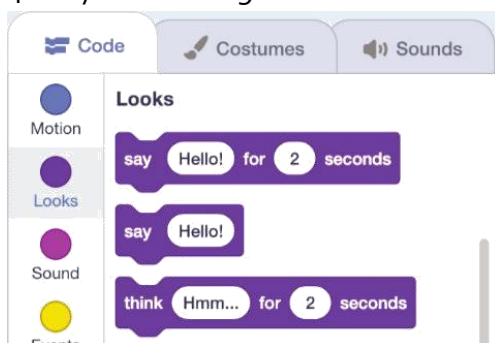 Code Costumes Sounds
Looks
Motion
say Hello! for 2 seconds
Looks
say Hello!
Sound
think Hmm... for 2 seconds